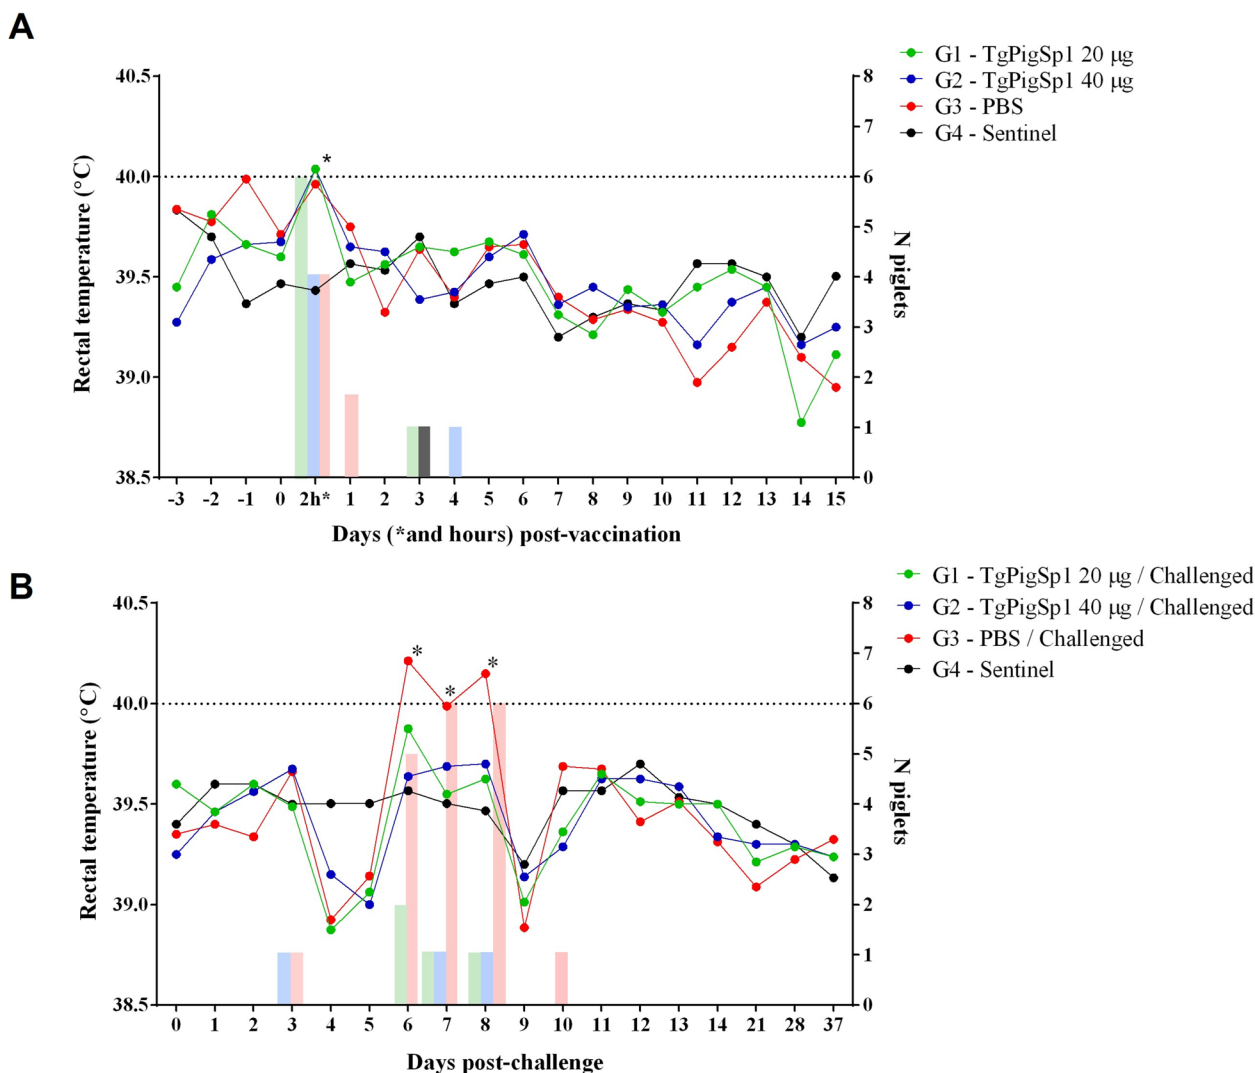 A
G1 - TgPigSp1 20 μg
G2 - TgPigSp1 40 μg
G3 - PBS
G4 - Sentinel
40.5
40.0
39.5
39.0
38.5
Rectal temperature (°C)
*
8
7
6
5
4
3
2
1
0
N piglets
-3 -2 -1 0 2h* 1 2 3 4 5 6 7 8 9 10 11 12 13 14 15
Days (*and hours) post-vaccination
B
G1 - TgPigSp1 20 μg / Challenged
G2 - TgPigSp1 40 μg / Challenged
G3 - PBS / Challenged
G4 - Sentinel
40.5
40.0
39.5
39.0
38.5
Rectal temperature (°C)
* * *
8
7
6
5
4
3
2
1
0
N piglets
0 1 2 3 4 5 6 7 8 9 10 11 12 13 14 21 28 37
Days post-challenge